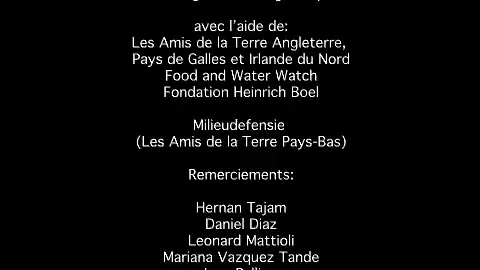 avec l'aide de:
Les Amis de la Terre Angleterre,
Pays de Galles et Irlande du Nord
Food and Water Watch
Fondation Heinrich Boel
Milieudefensie
(Les Amis de la Terre Pays-Bas)
Remerciements:
Hernan Tajam
Daniel Diaz
Leonard Mattioli
Mariana Vazquez Tande